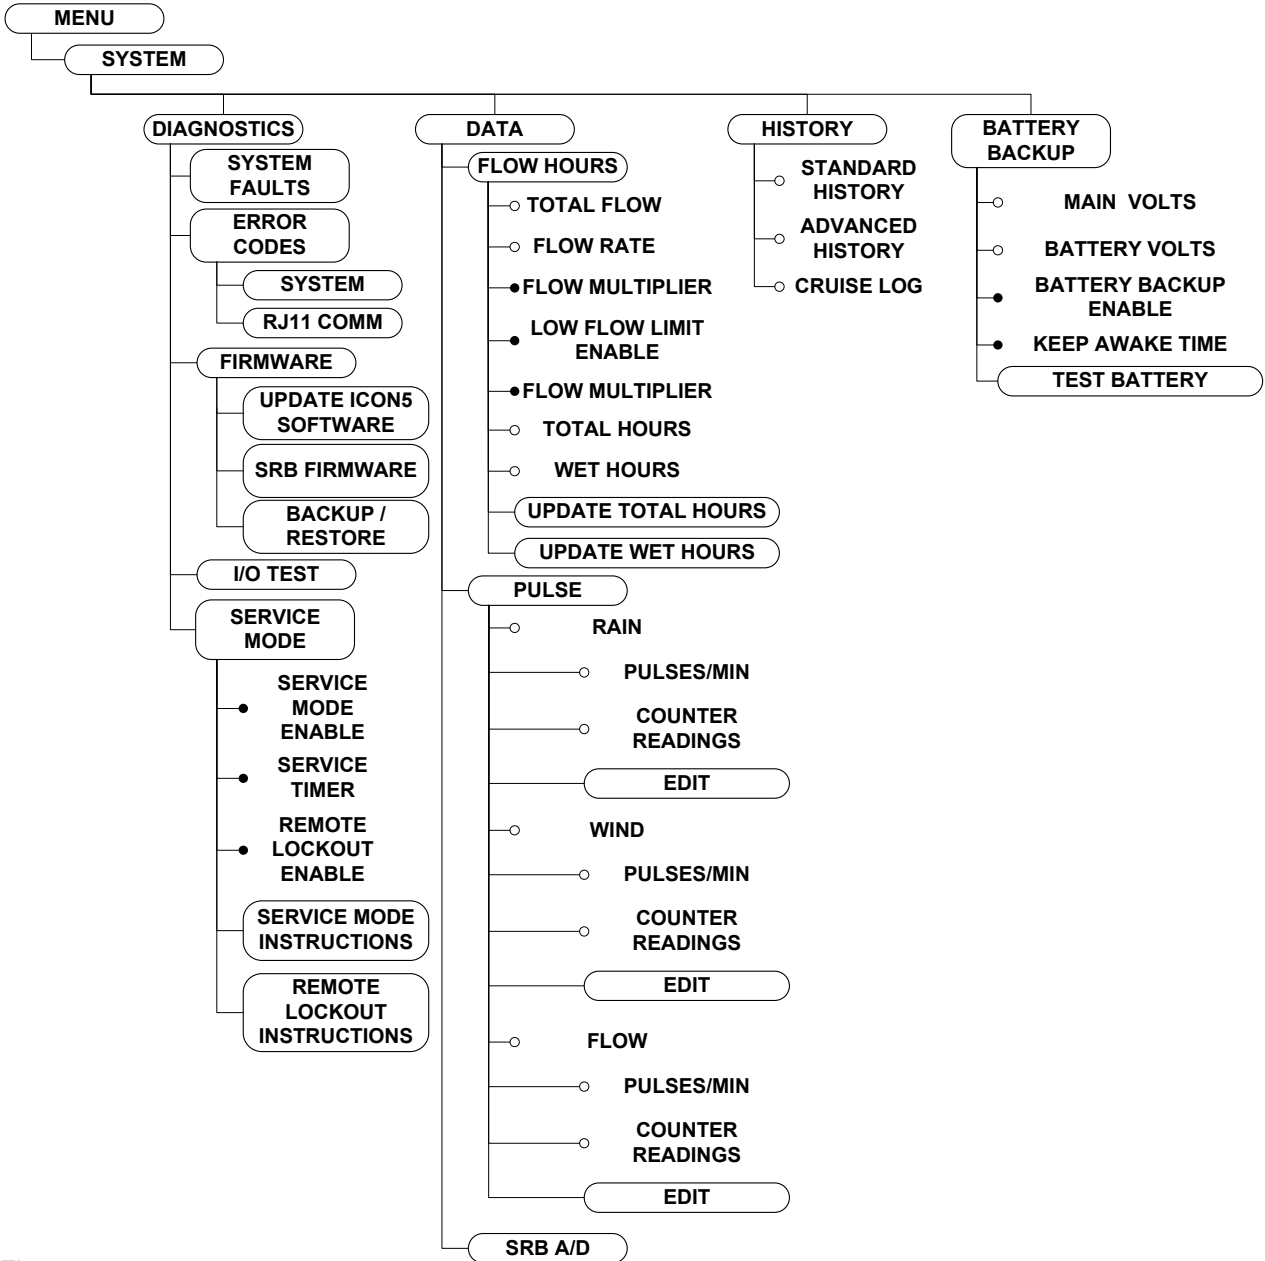 MENU
SYSTEM
DIAGNOSTICS
SYSTEM
FAULTS
ERROR
CODES
SYSTEM
RJ11 COMM
FIRMWARE
UPDATE ICON5
SOFTWARE
SRB FIRMWARE
BACKUP /
RESTORE
I/O TEST
SERVICE
MODE
SERVICE
MODE
ENABLE
SERVICE
TIMER
REMOTE
LOCKOUT
ENABLE
SERVICE MODE
INSTRUCTIONS
REMOTE
LOCKOUT
INSTRUCTIONS
DATA
FLOW HOURS
TOTAL FLOW
FLOW RATE
FLOW MULTIPLIER
LOW FLOW LIMIT
ENABLE
FLOW MULTIPLIER
TOTAL HOURS
WET HOURS
UPDATE TOTAL HOURS
UPDATE WET HOURS
PULSE
RAIN
PULSES/MIN
COUNTER
READINGS
EDIT
WIND
PULSES/MIN
COUNTER
READINGS
EDIT
FLOW
PULSES/MIN
COUNTER
READINGS
EDIT
SRB A/D
HISTORY
STANDARD
HISTORY
ADVANCED
HISTORY
CRUISE LOG
BATTERY
BACKUP
MAIN VOLTS
BATTERY VOLTS
BATTERY BACKUP
ENABLE
KEEP AWAKE TIME
TEST BATTERY